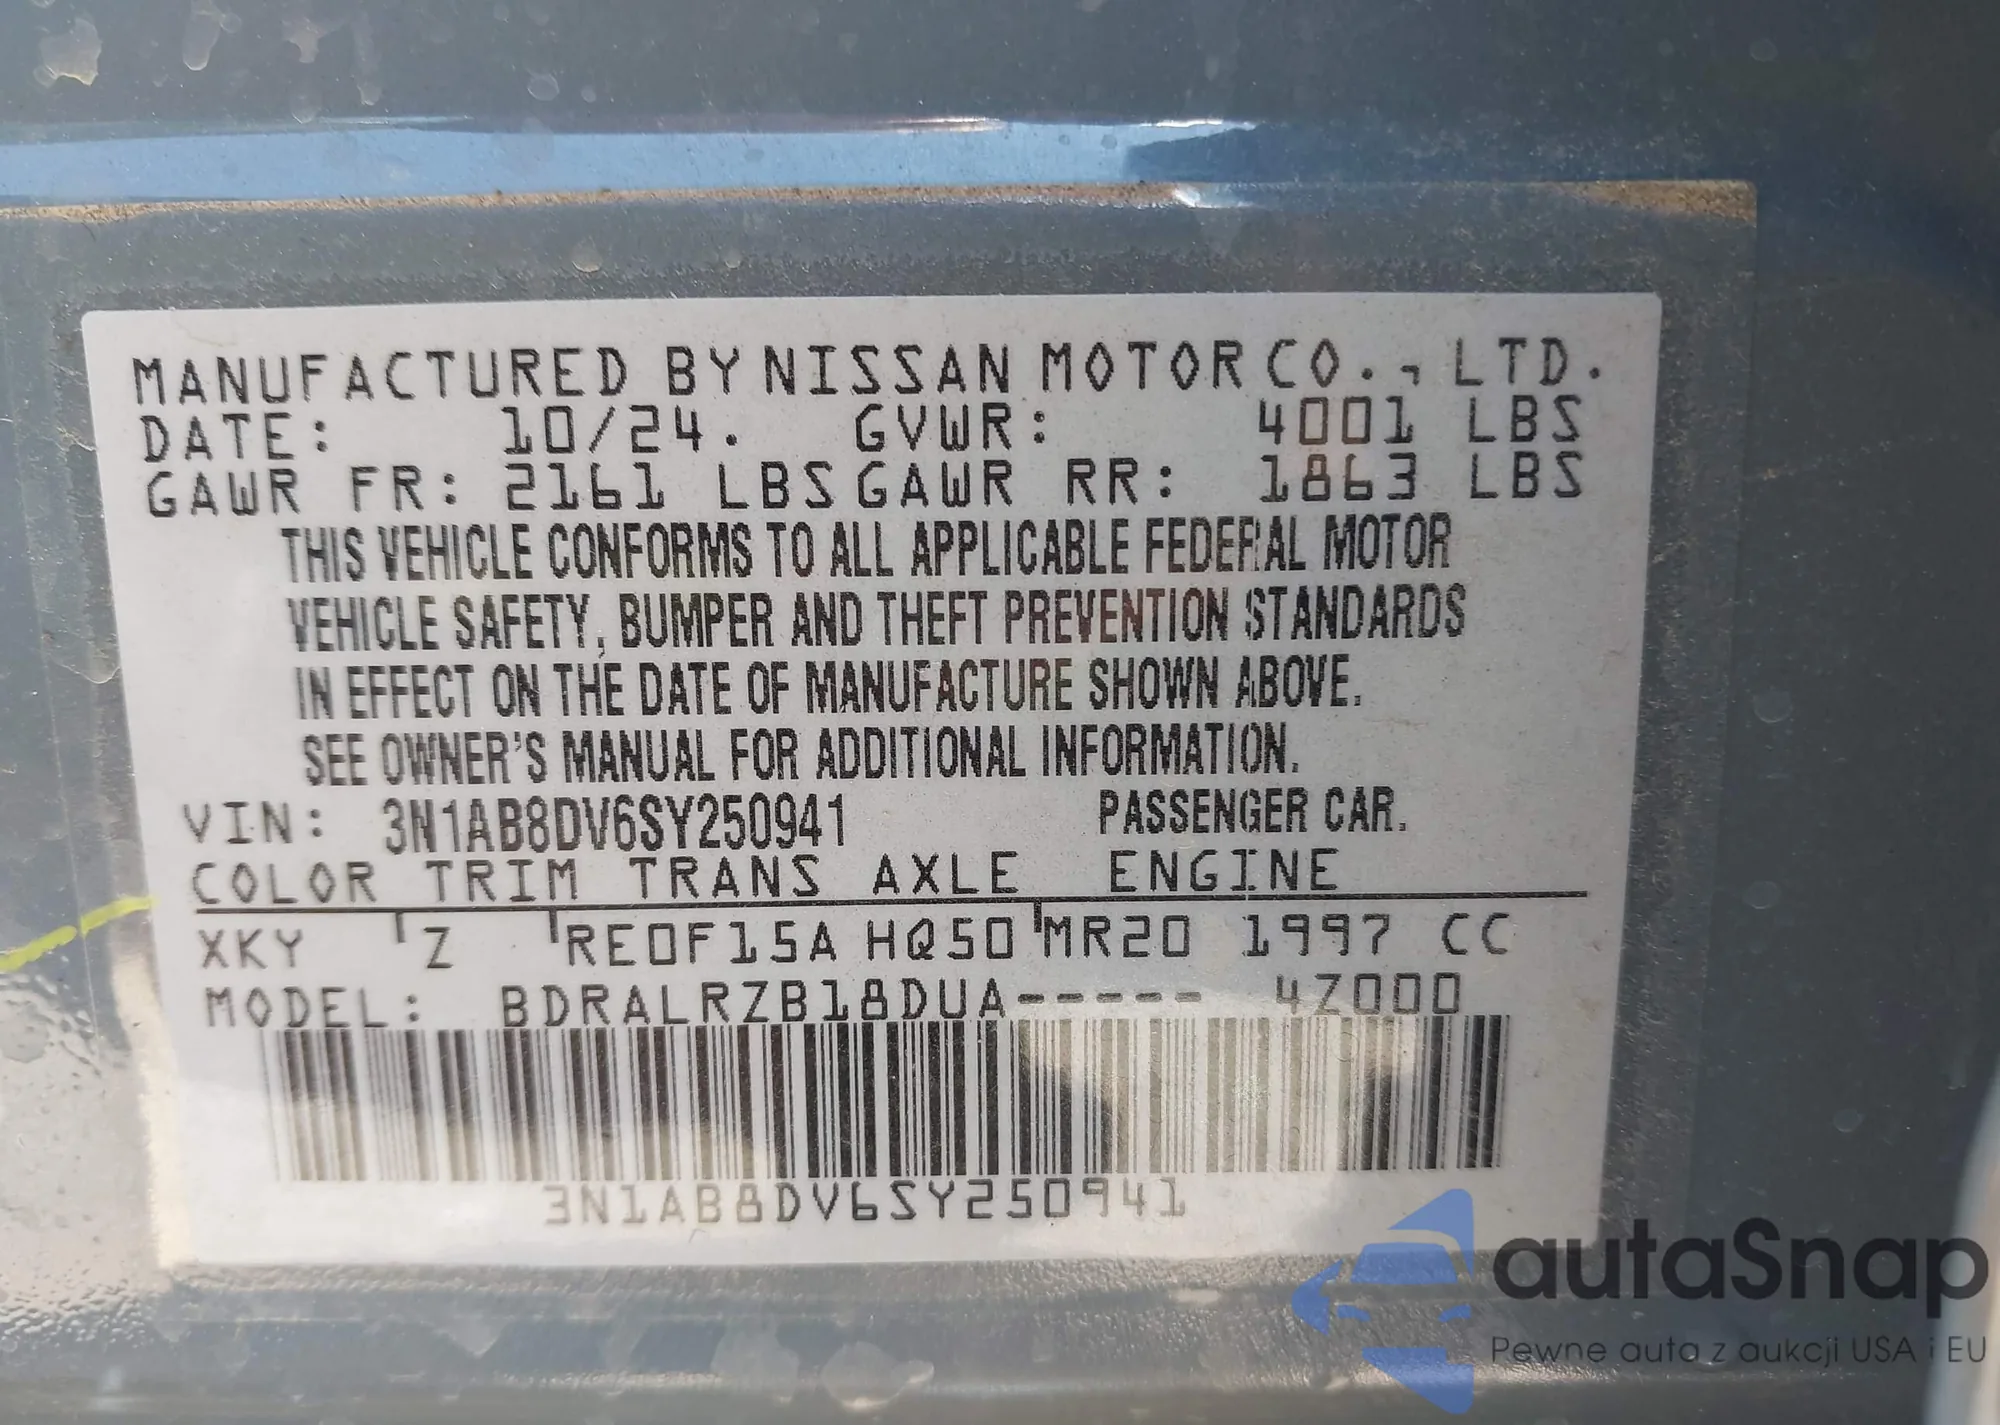 MANUFACTURED BY NISSAN MOTOR CO., LTD.
DATE: 10/24. GVWR: 4001 LBS
GAWR FR: 2161 LBS GAWR RR: 1863 LBS
THIS VEHICLE CONFORMS TO ALL APPLICABLE FEDERAL MOTOR
VEHICLE SAFETY, BUMPER AND THEFT PREVENTION STANDARDS
IN EFFECT ON THE DATE OF MANUFACTURE SHOWN ABOVE.
SEE OWNER'S MANUAL FOR ADDITIONAL INFORMATION.
VIN: 3N1AB8DV6SY250941 PASSENGER CAR.
COLOR TRIM TRANS AXLE ENGINE
XKY Z RE0F15A HQ50 MR20 1997 CC
MODEL: BDRALRZB18DUA----- 4Z000
3N1AB8DV6SY250941
autaSnap
Pewne auta z aukcji USA i EU